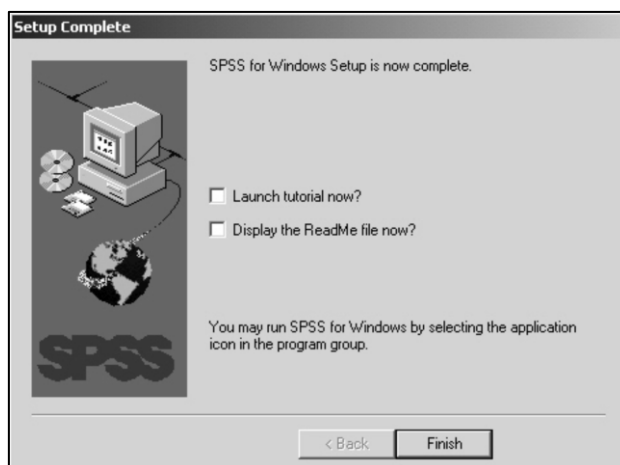 Setup Complete
SPSS for Windows Setup is now complete.
Launch tutorial now?
Display the ReadMe file now?
You may run SPSS for Windows by selecting the application
icon in the program group.
SPSS
< Back
Finish